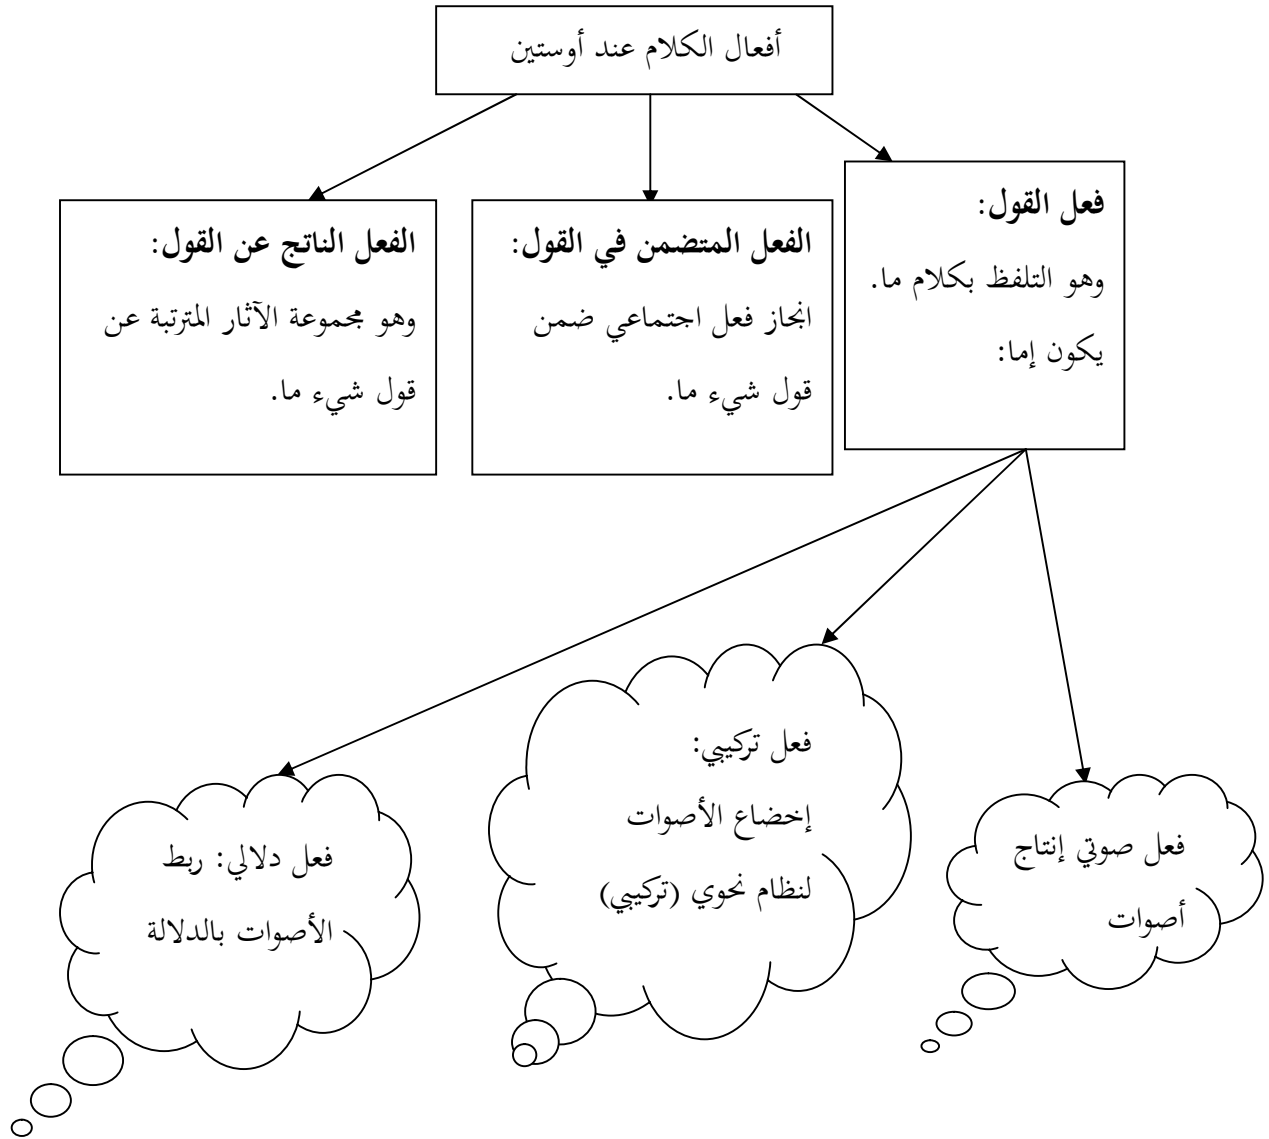 أفعال الكلام عند أوستين
فعل القول:
وهو التلفظ بكلام ما.
يكون إما:
الفعل المتضمن في القول:
انجاز فعل اجتماعي ضمن
قول شيء ما.
الفعل الناتج عن القول:
وهو مجموعة الآثار المترتبة عن
قول شيء ما.
فعل صوتي إنتاج
أصوات
فعل تركيبي:
إخضاع الأصوات
لنظام نحوي (تركيبي)
فعل دلالي: ربط
الأصوات بالدلالة